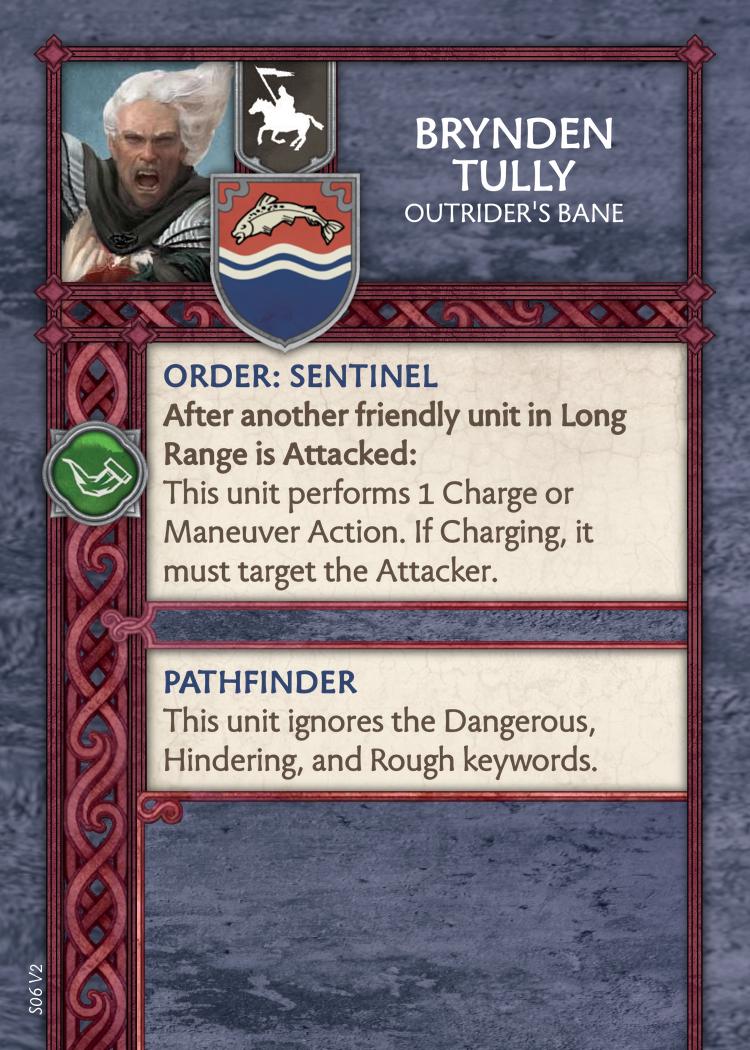 BRYNDEN
TULLY
OUTRIDER'S BANE
ORDER: SENTINEL
After another friendly unit in Long
Range is Attacked:
This unit performs 1 Charge or
Maneuver Action. If Charging, it
must target the Attacker.
PATHFINDER
This unit ignores the Dangerous,
Hindering, and Rough keywords.
S06 V2